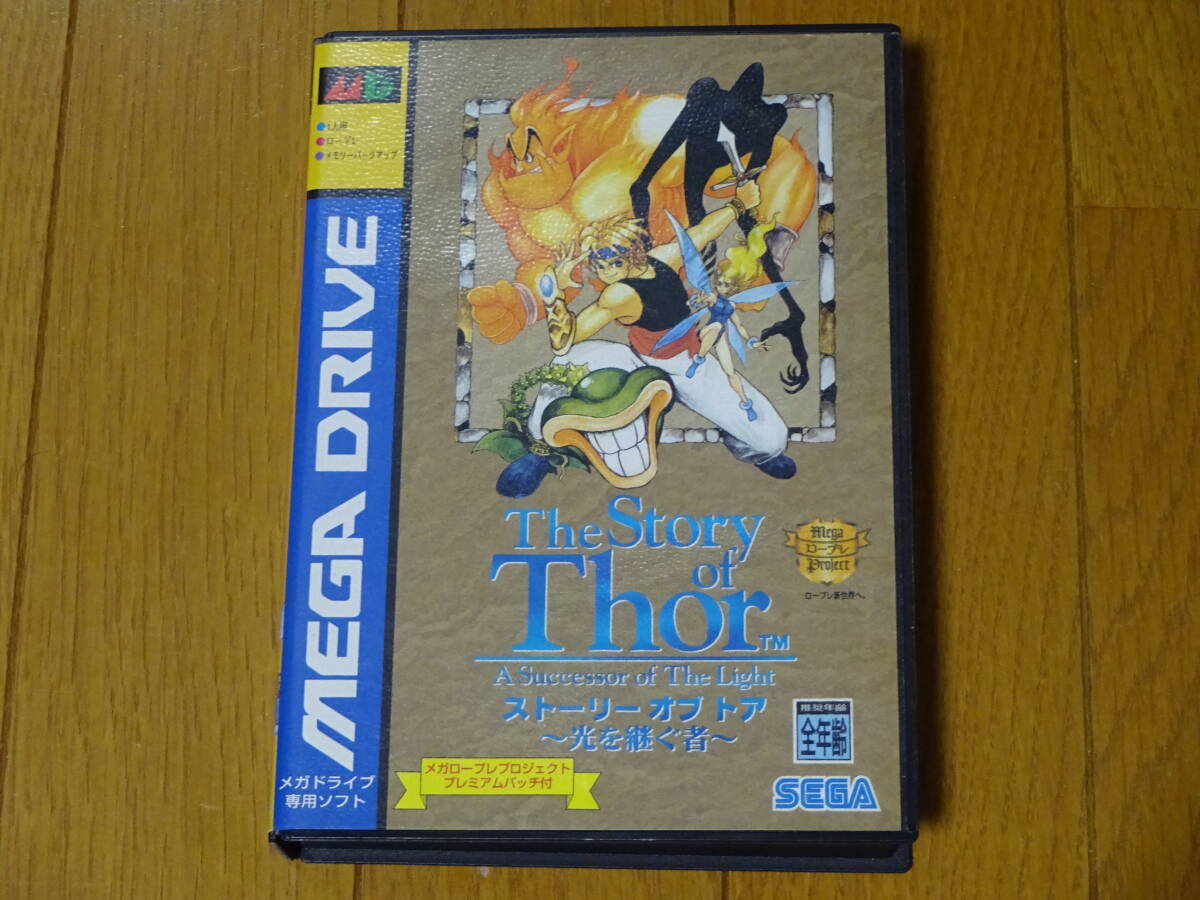 MD
1人用
ロープレ
メモリーバックアップ
MEGA DRIVE
メガドライブ
専用ソフト
The Story
of
Thor TM
A Successor of The Light
ストーリー オブ トア
～光を継ぐ者～
Mega
ロープレ
Project
ロープレ新世界へ。
メガロープレプロジェクト
プレミアムバッチ付
推奨年齢
全年齢
SEGA